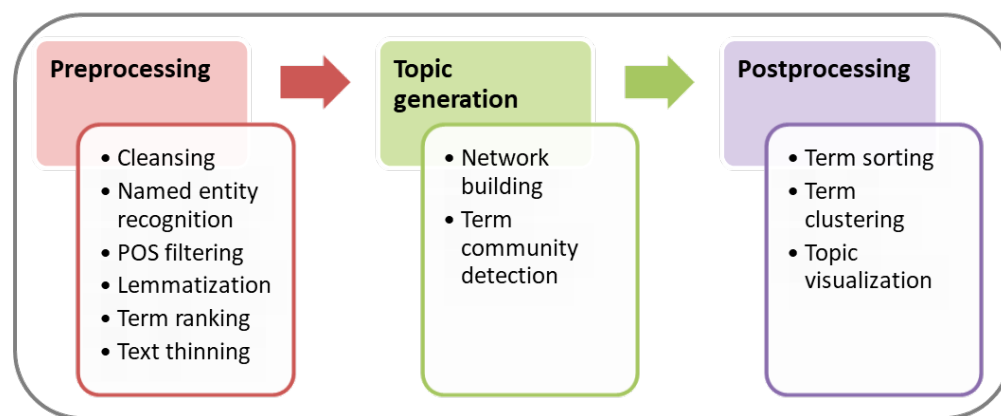 Preprocessing
• Cleansing
• Named entity
recognition
• POS filtering
• Lemmatization
• Term ranking
• Text thinning
Topic
generation
• Network
building
• Term
community
detection
Postprocessing
• Term sorting
• Term
clustering
• Topic
visualization